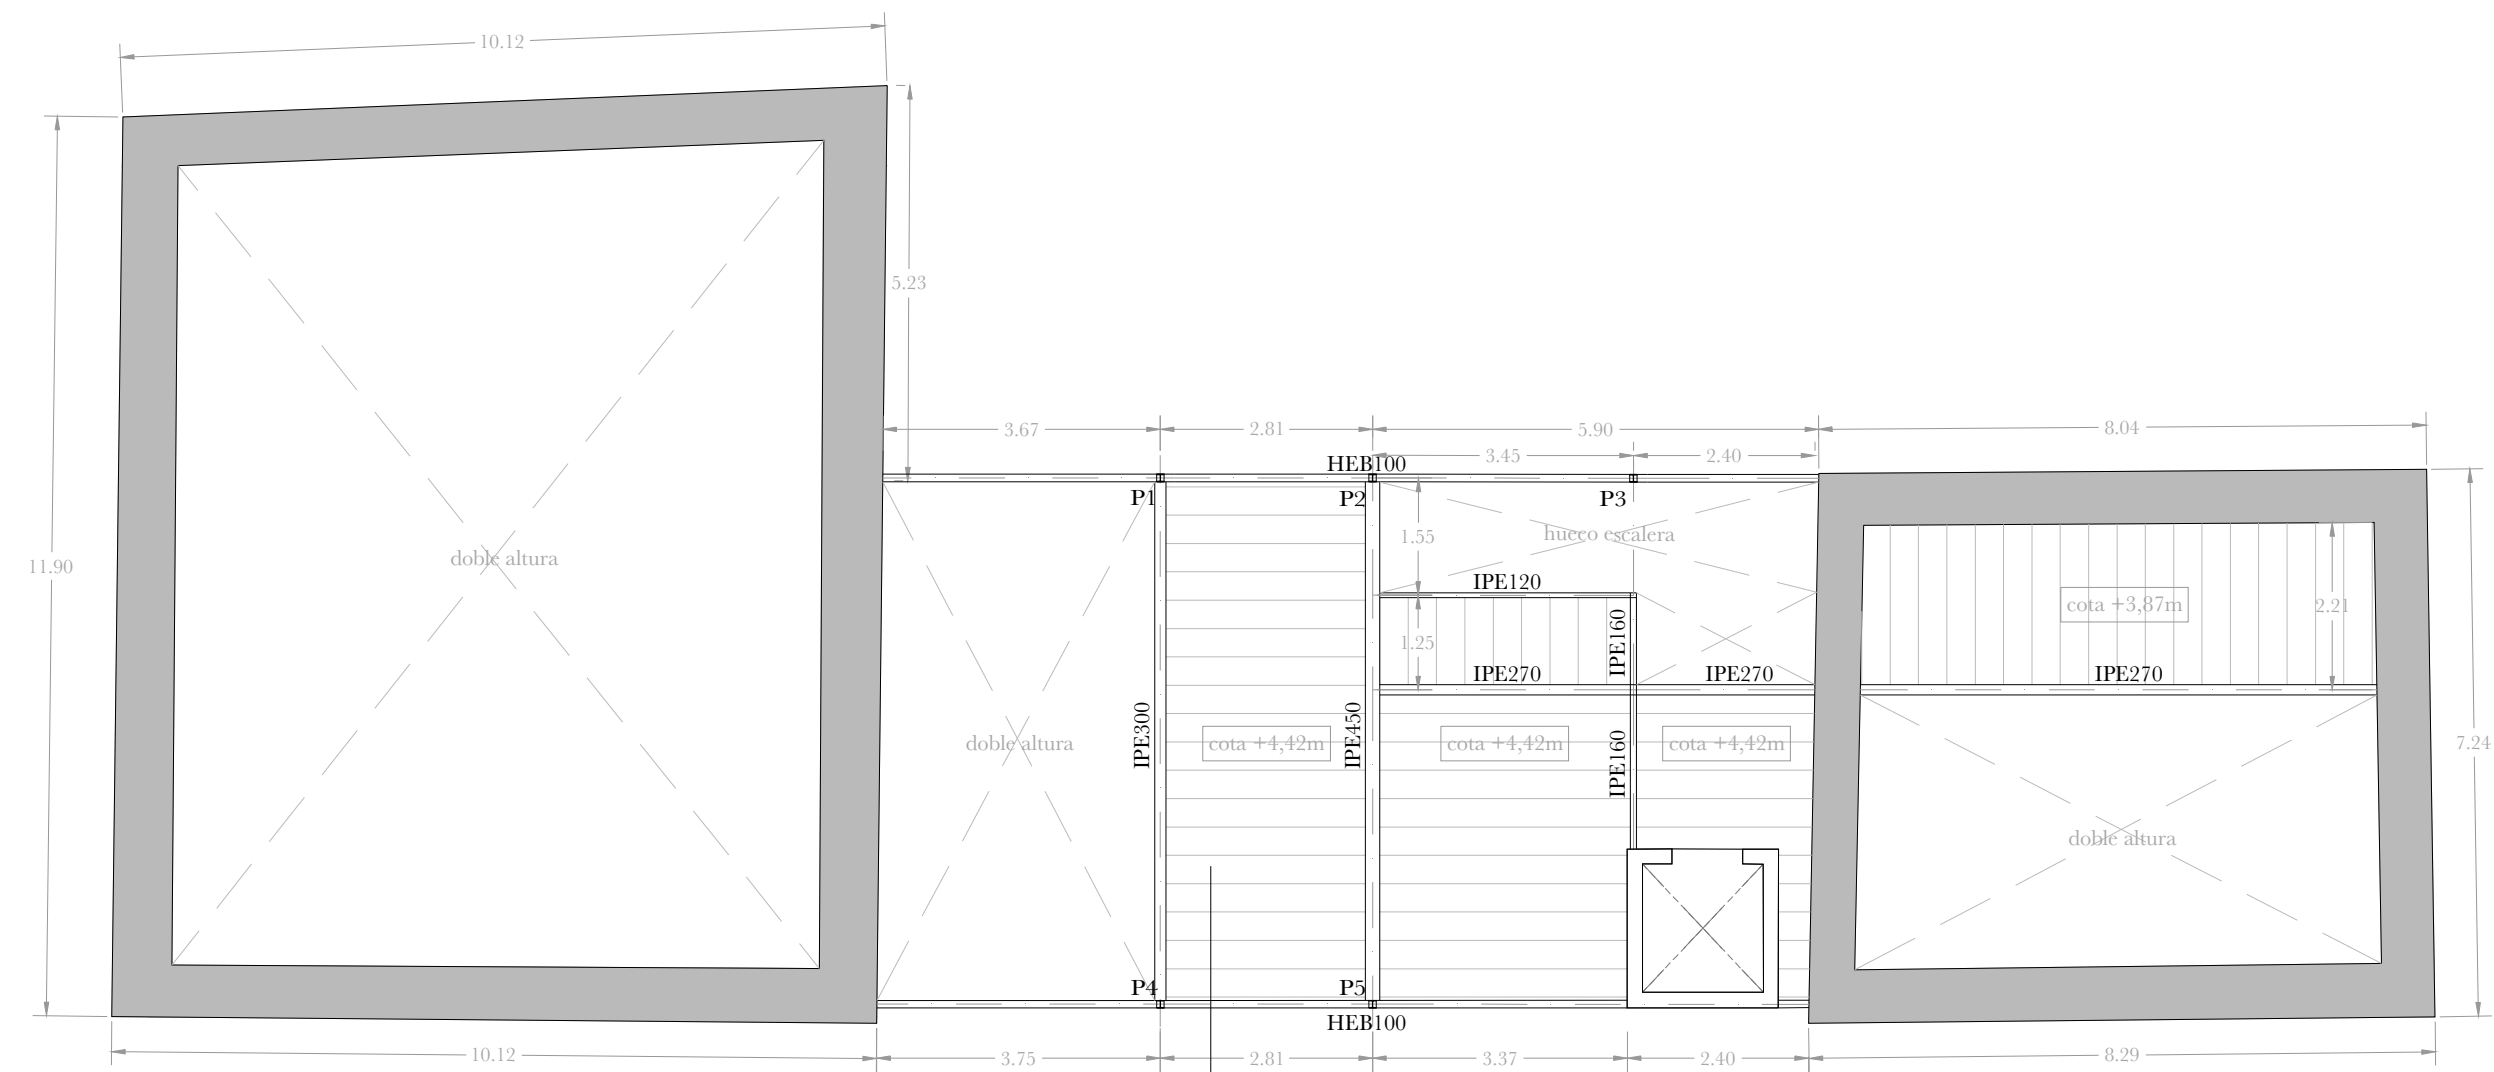 10.12
5.23
3.67
2.81
5.90
8.04
HEB100
3.45
2.40
P1
P2
P3
1.55
hueco escalera
doble altura
11.90
IPE120
cota +3,87m
2.21
1.25
IPE160
IPE270
IPE270
IPE270
IPE300
IPE450
doble altura
cota +4,42m
cota +4,42m
IPE160
cota +4,42m
7.24
doble altura
P4
P5
HEB100
10.12
3.75
2.81
3.37
2.40
8.29